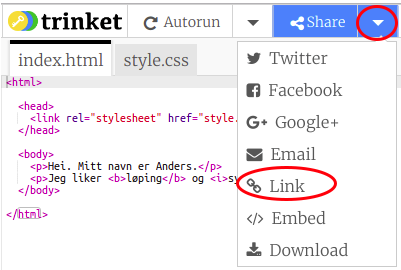 trinket Autorun Share
index.html style.css
Twitter
Facebook
Google+
Email
Link
Embed
Download
<html>
<head>
<link rel="stylesheet" href="style.
</head>
<body>
<p>Hei. Mitt navn er Anders.</p>
<p>Jeg liker <b>løping</b> og <i>sy
</body>
</html>